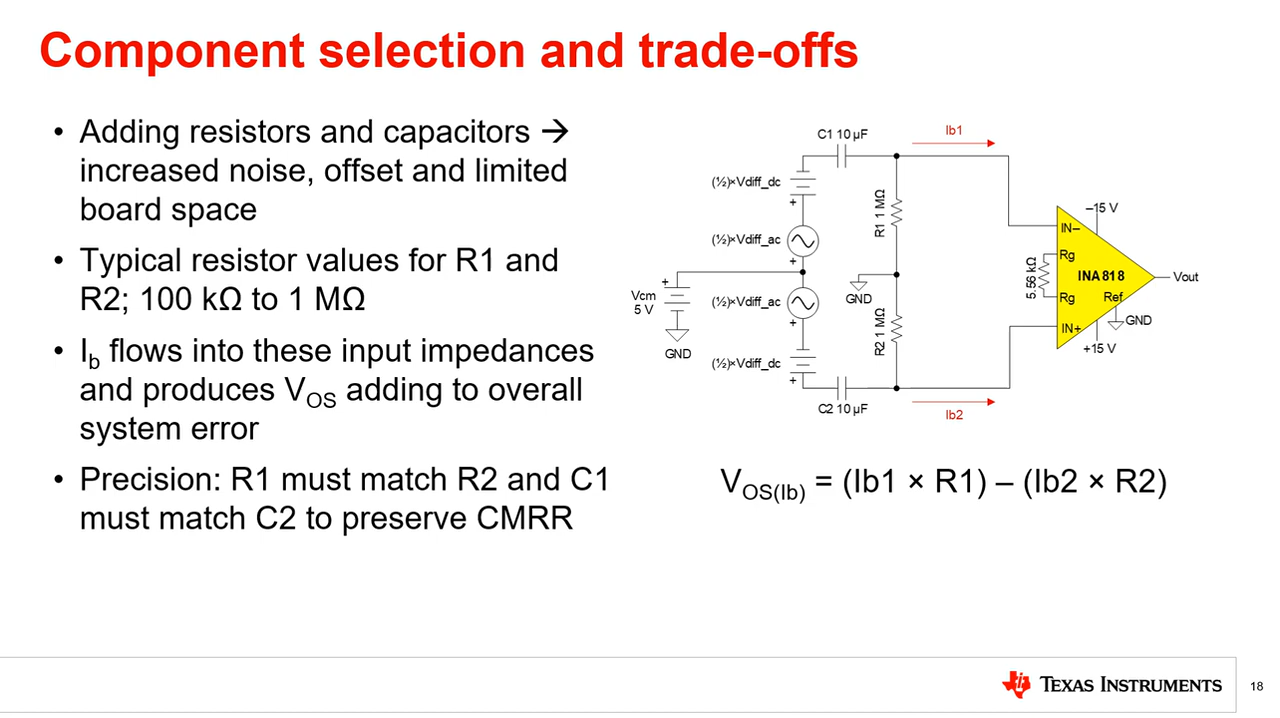 Component selection and trade-offs
• Adding resistors and capacitors →
increased noise, offset and limited
board space
• Typical resistor values for R1 and
R2; 100 kΩ to 1 MΩ
• Ib flows into these input impedances
and produces VOS adding to overall
system error
• Precision: R1 must match R2 and C1
must match C2 to preserve CMRR
C1 10 µF
Ib1
(½)×Vdiff_dc
+
R1 1 MΩ
–15 V
(½)×Vdiff_ac
+
IN–
Rg
5.56 kΩ
INA818
Vout
+
Vcm
5 V
GND
GND
(½)×Vdiff_ac
+
Rg
Ref
GND
R2 1 MΩ
IN+
+15 V
(½)×Vdiff_dc
+
C2 10 µF
Ib2
VOS(Ib) = (Ib1 × R1) – (Ib2 × R2)
TEXAS INSTRUMENTS
18